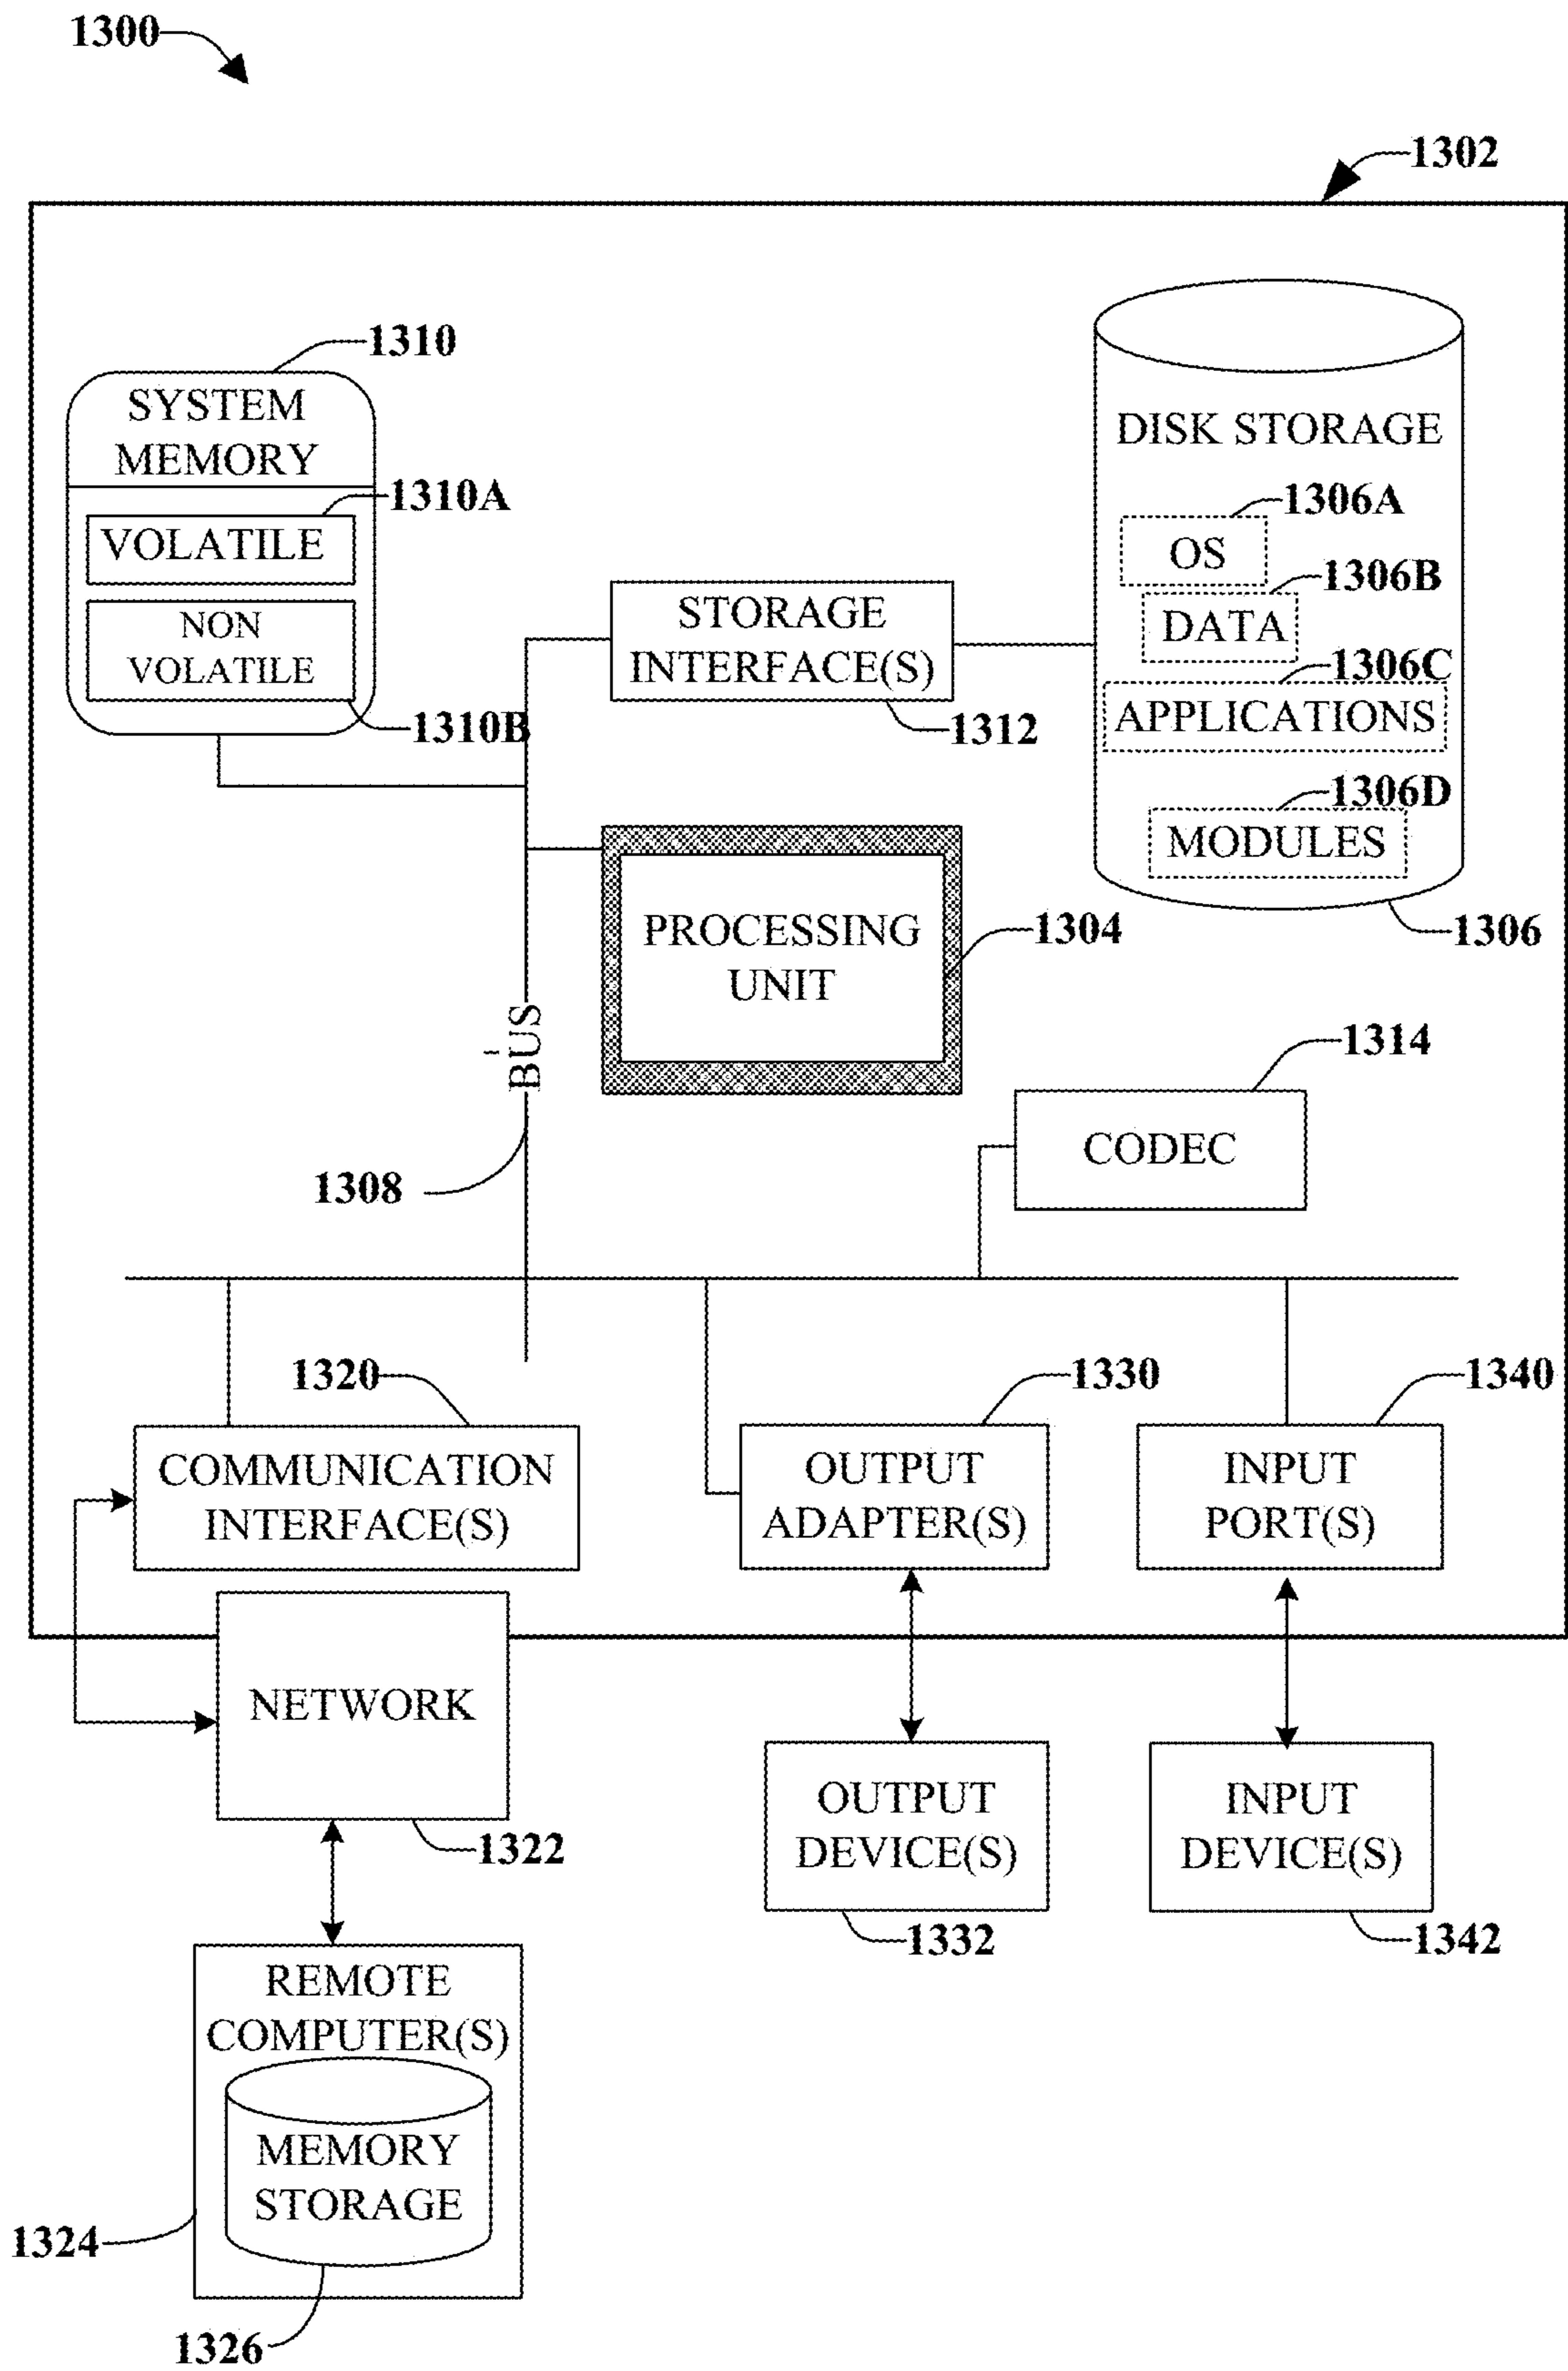 1300
1302
1310
SYSTEM
MEMORY
1310A
VOLATILE
NON
VOLATILE
1310B
DISK STORAGE
1306A
OS
1306B
DATA
1306C
APPLICATIONS
1306D
MODULES
1306
STORAGE
INTERFACE(S)
1312
PROCESSING
UNIT
1304
BUS
1308
1314
CODEC
1320
COMMUNICATION
INTERFACE(S)
1330
OUTPUT
ADAPTER(S)
1340
INPUT
PORT(S)
NETWORK
1322
OUTPUT
DEVICE(S)
1332
INPUT
DEVICE(S)
1342
REMOTE
COMPUTER(S)
MEMORY
STORAGE
1324
1326